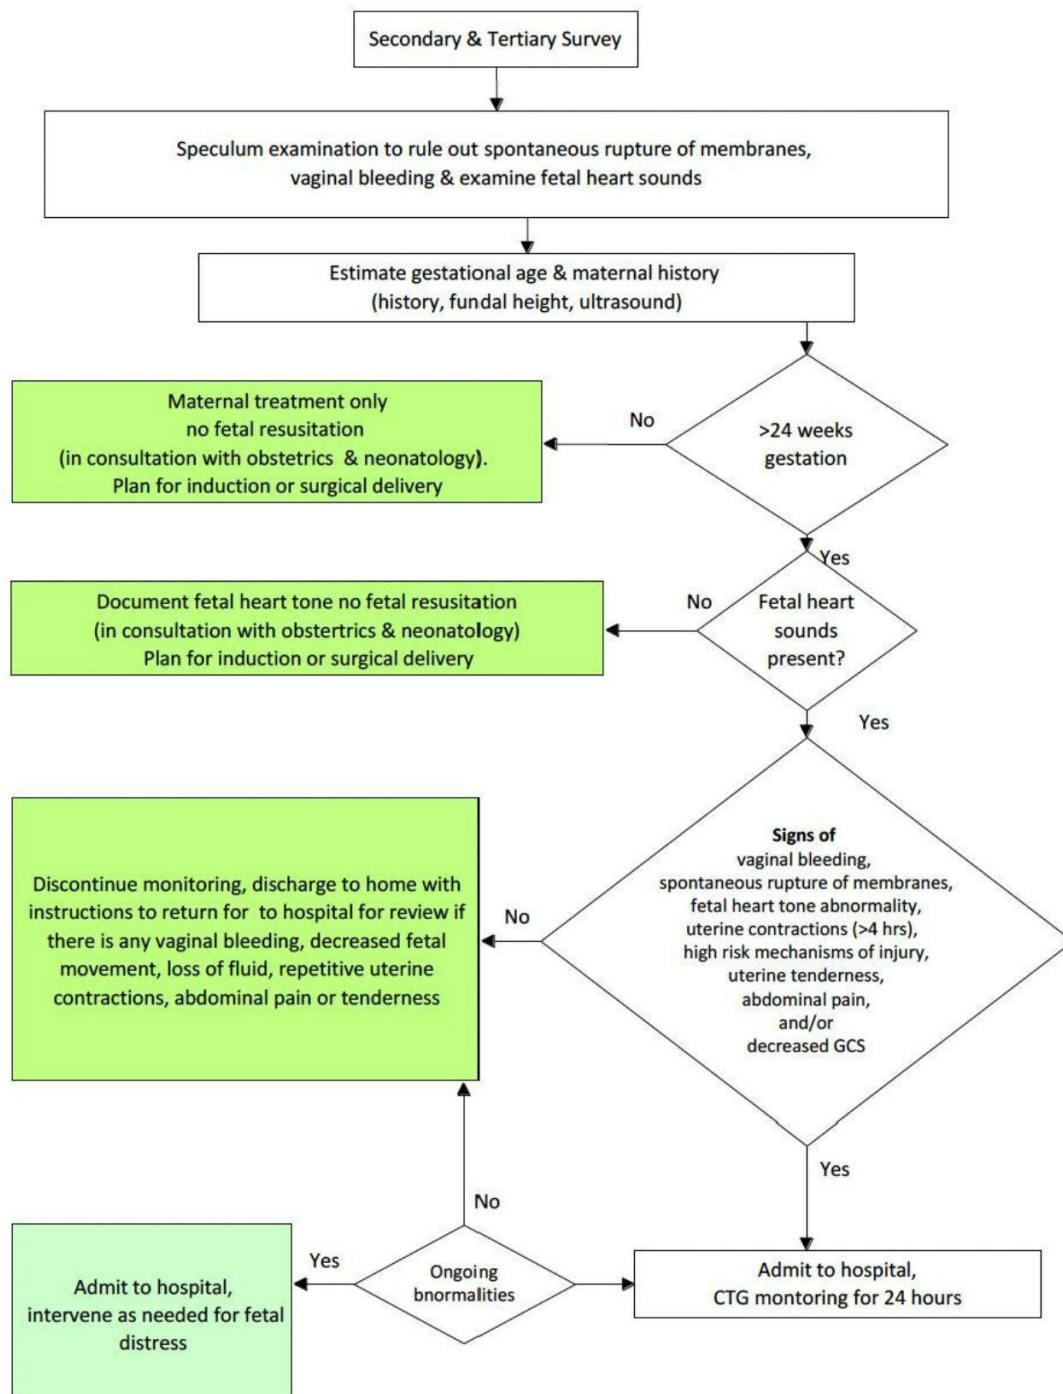 Secondary & Tertiary Survey
Speculum examination to rule out spontaneous rupture of membranes,
vaginal bleeding & examine fetal heart sounds
Estimate gestational age & maternal history
(history, fundal height, ultrasound)
>24 weeks
gestation
No
Maternal treatment only
no fetal resusitation
(in consultation with obstetrics & neonatology).
Plan for induction or surgical delivery
Yes
Fetal heart
sounds
present?
No
Document fetal heart tone no fetal resusitation
(in consultation with obstertrics & neonatology)
Plan for induction or surgical delivery
Yes
Signs of
vaginal bleeding,
spontaneous rupture of membranes,
fetal heart tone abnormality,
uterine contractions (>4 hrs),
high risk mechanisms of injury,
uterine tenderness,
abdominal pain,
and/or
decreased GCS
No
Discontinue monitoring, discharge to home with
instructions to return for to hospital for review if
there is any vaginal bleeding, decreased fetal
movement, loss of fluid, repetitive uterine
contractions, abdominal pain or tenderness
Yes
Admit to hospital,
CTG montoring for 24 hours
Ongoing
bnormalities
No
Yes
Admit to hospital,
intervene as needed for fetal
distress